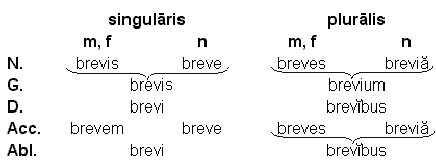 singulāris plurālis
m, f n m, f n
N. brevis breve breves breviă
G. brevis brevium
D. brevi brevĭbus
Acc. brevem breve breves breviă
Abl. brevi brevĭbus